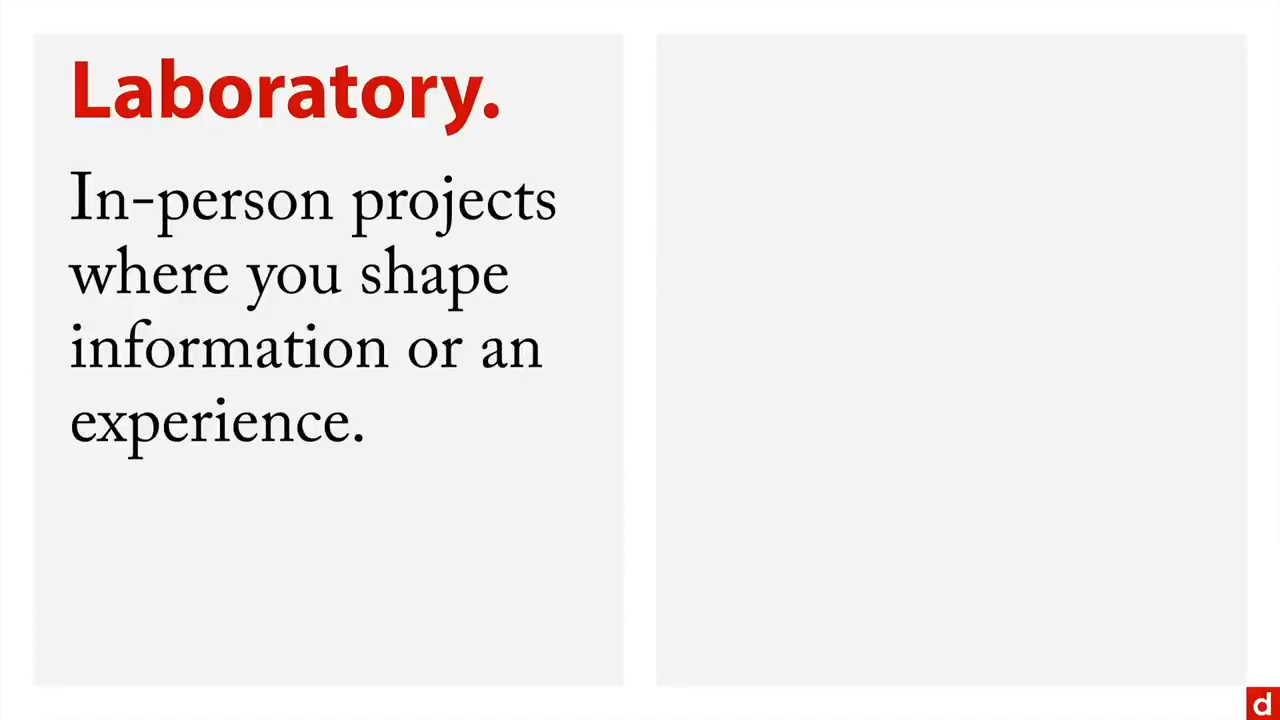 Laboratory.
In-person projects
where you shape
information or an
experience.
d